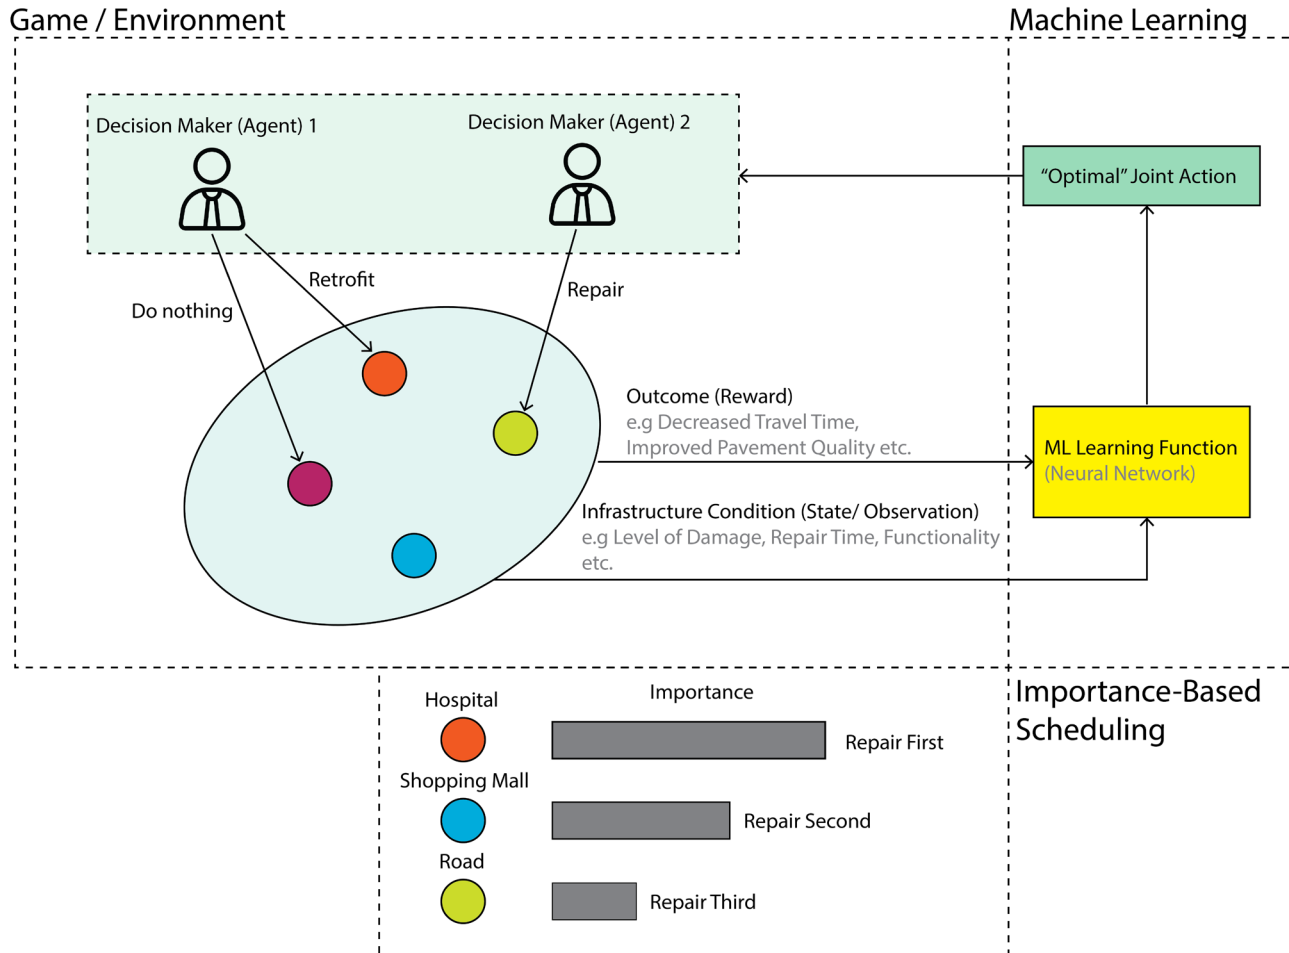 Game / Environment
Machine Learning
Decision Maker (Agent) 1
Decision Maker (Agent) 2
"Optimal" Joint Action
Retrofit
Do nothing
Repair
Outcome (Reward)
e.g Decreased Travel Time,
Improved Pavement Quality etc.
ML Learning Function
(Neural Network)
Infrastructure Condition (State/ Observation)
e.g Level of Damage, Repair Time, Functionality
etc.
Importance-Based
Scheduling
Hospital
Importance
Repair First
Shopping Mall
Repair Second
Road
Repair Third